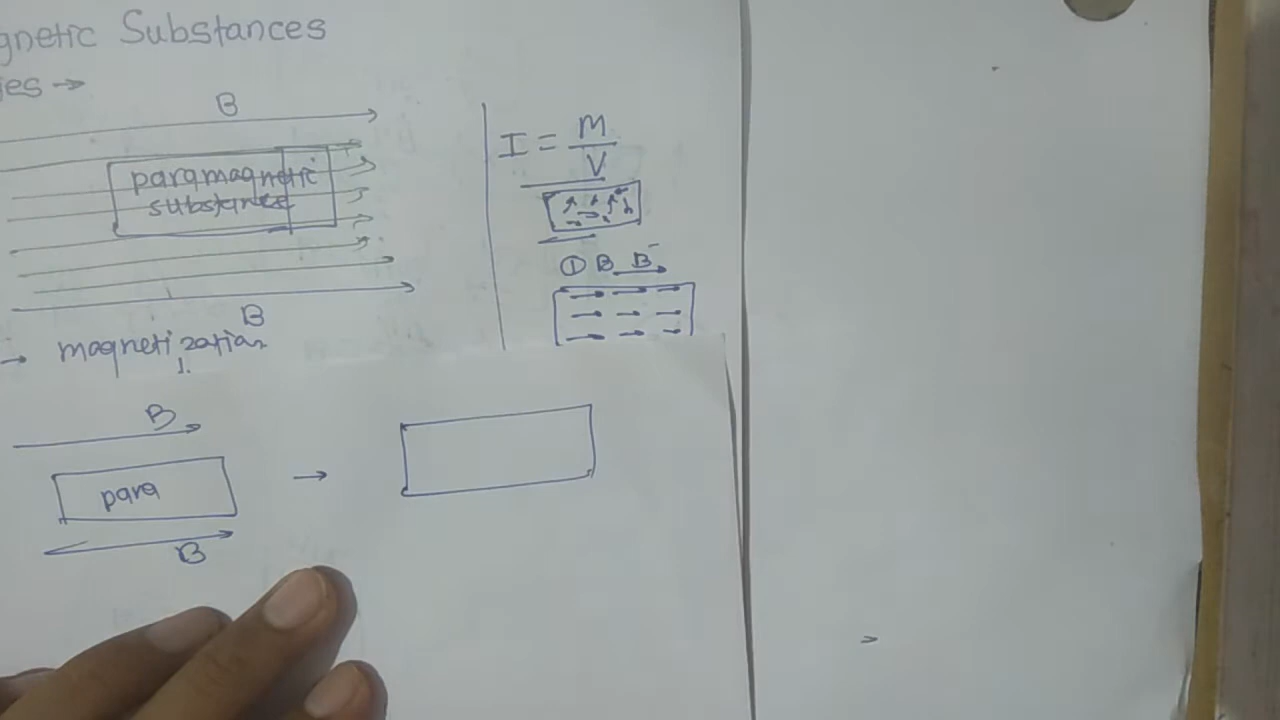 gnetic Substances
ies →
B
paramagnetic
substance
B
→ magnetization
B
para →
B
I = M
V
① B B